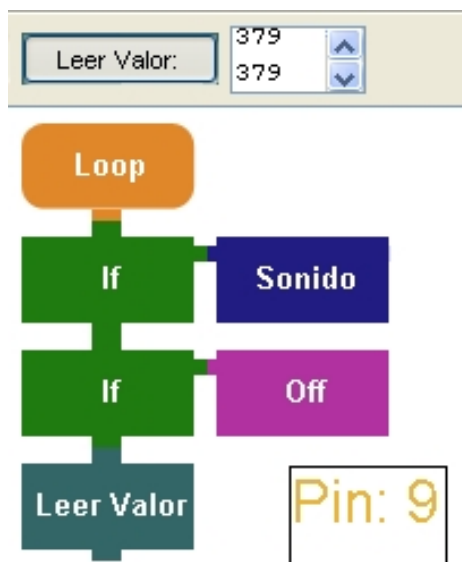 Leer Valor:
379
379
Loop
If
Sonido
If
Off
Leer Valor
Pin: 9